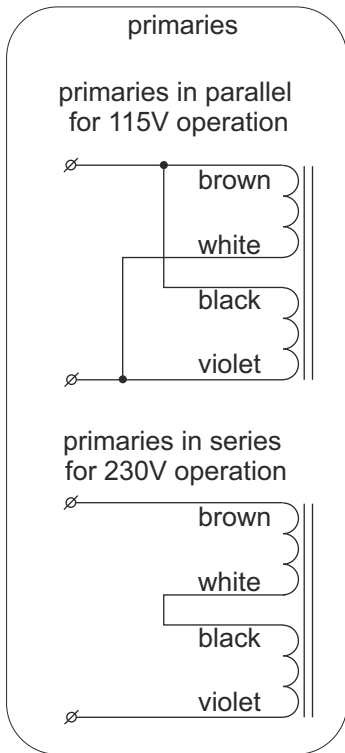 primaries
primaries in parallel
for 115V operation
brown
white
black
violet
primaries in series
for 230V operation
brown
white
black
violet